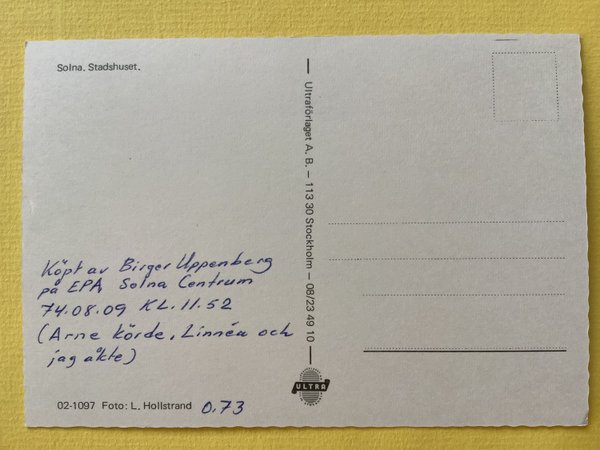 Solna. Stadshuset.
Köpt av Birger Uppenberg
på EPA, Solna Centrum
74.08.09 KL. 11.52
(Arne körde, Linnéa och
jag åkte)
02-1097 Foto: L. Hollstrand 0.73
Ultraförlaget A. B. – 113 30 Stockholm – 08/23 49 10
ULTRA